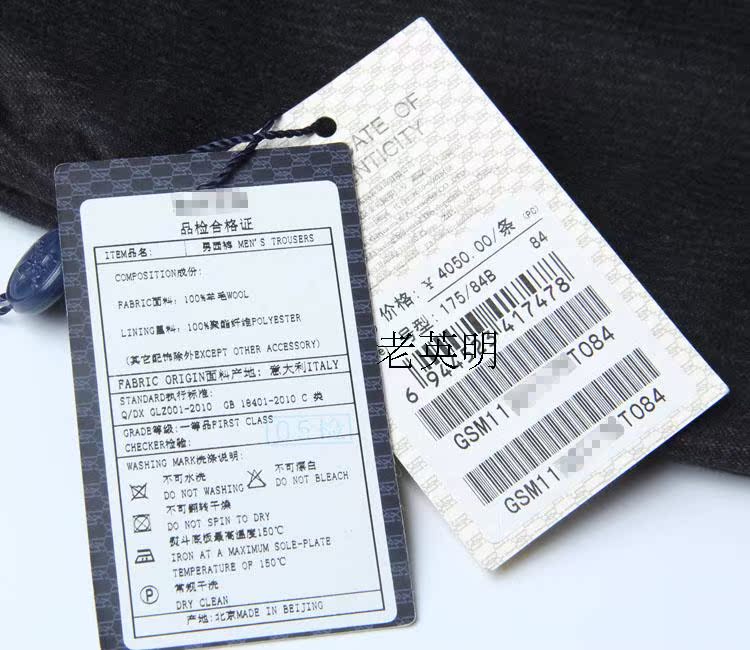 品检合格证
ITEM品名: 男西裤 MEN'S TROUSERS
COMPOSITION成份:
FABRIC面料: 100%羊毛WOOL
LINING里料: 100%聚酯纤维POLYESTER
(其它配饰除外EXCEPT OTHER ACCESSORY)
FABRIC ORIGIN面料产地: 意大利ITALY
STANDARD执行标准:
Q/DX GLZ001-2010 GB 18401-2010 C 类
GRADE等级:一等品FIRST CLASS
CHECKER检验:
05检
WASHING MARK洗涤说明:
不可水洗
DO NOT WASHING
不可漂白
DO NOT BLEACH
不可翻转干燥
DO NOT SPIN TO DRY
熨斗底板最高温度150℃
IRON AT A MAXIMUM SOLE-PLATE
TEMPERATURE OF 150℃
P
常规干洗
DRY CLEAN
产地:北京MADE IN BEIJING
OF
价格: ¥ 4050.00/条 (PC)
型: 175/84B 84
417478
GSM11 T084
GSM11 T084
老英明